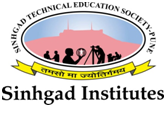 SINHGAD TECHNICAL EDUCATION SOCIETY-PUNE
तमसो मा ज्योतिर्गमय
Sinhgad Institutes